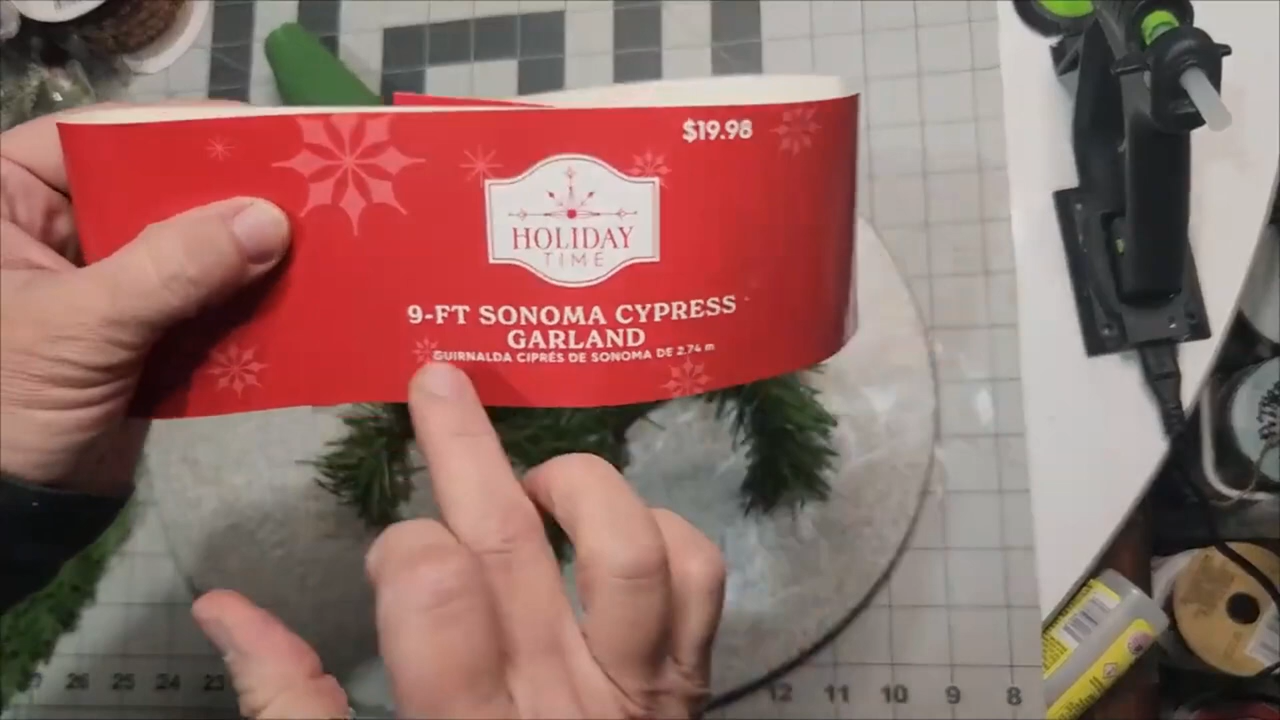 $19.98
HOLIDAY
TIME
9-FT SONOMA CYPRESS
GARLAND
GUIRNALDA CIPRÉS DE SONOMA DE 2.74 m
26 25 24 23 12 11 10 9 8